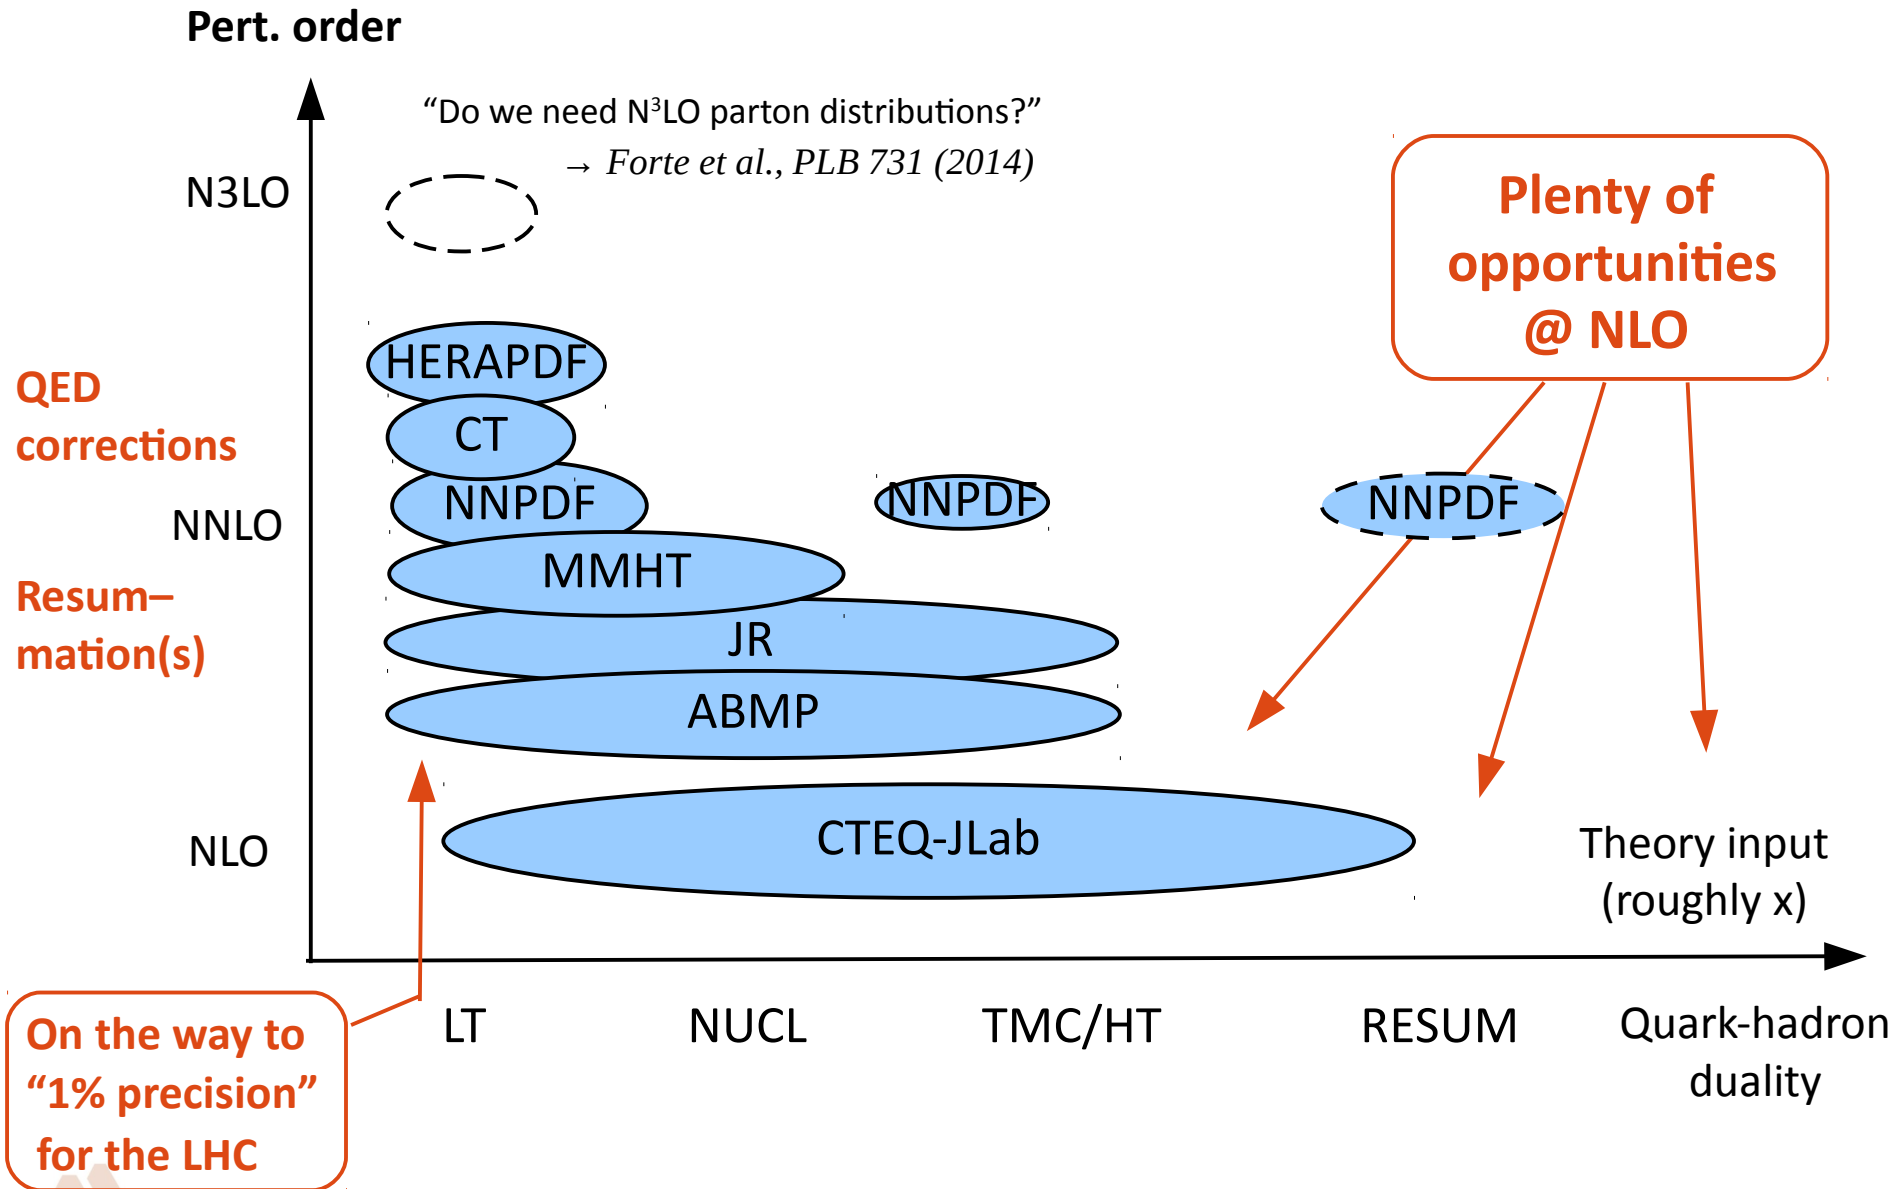 Pert. order
“Do we need N³LO parton distributions?”
→ Forte et al., PLB 731 (2014)
N3LO
Plenty of
opportunities
@ NLO
HERAPDF
QED
corrections
CT
NNPDF
NNPDF
NNPDF
NNLO
MMHT
Resum–
mation(s)
JR
ABMP
CTEQ-JLab
NLO
Theory input
(roughly x)
LT
NUCL
TMC/HT
RESUM
Quark-hadron
duality
On the way to
“1% precision”
for the LHC